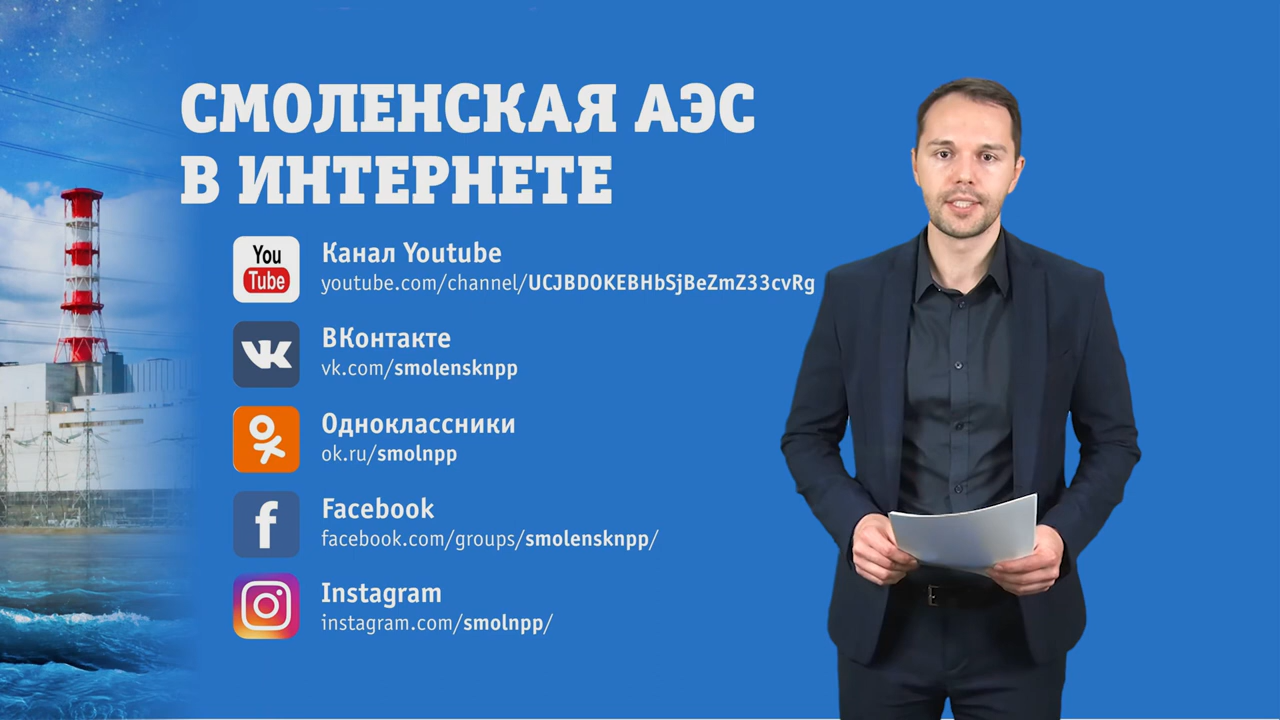 СМОЛЕНСКАЯ АЭС
В ИНТЕРНЕТЕ
You
Tube
Канал Youtube
youtube.com/channel/UCJBD0KEBHbSjBeZmZ33cvRg
ВКонтакте
vk.com/smolensknpp
Одноклассники
ok.ru/smolnpp
Facebook
facebook.com/groups/smolensknpp/
Instagram
instagram.com/smolnpp/